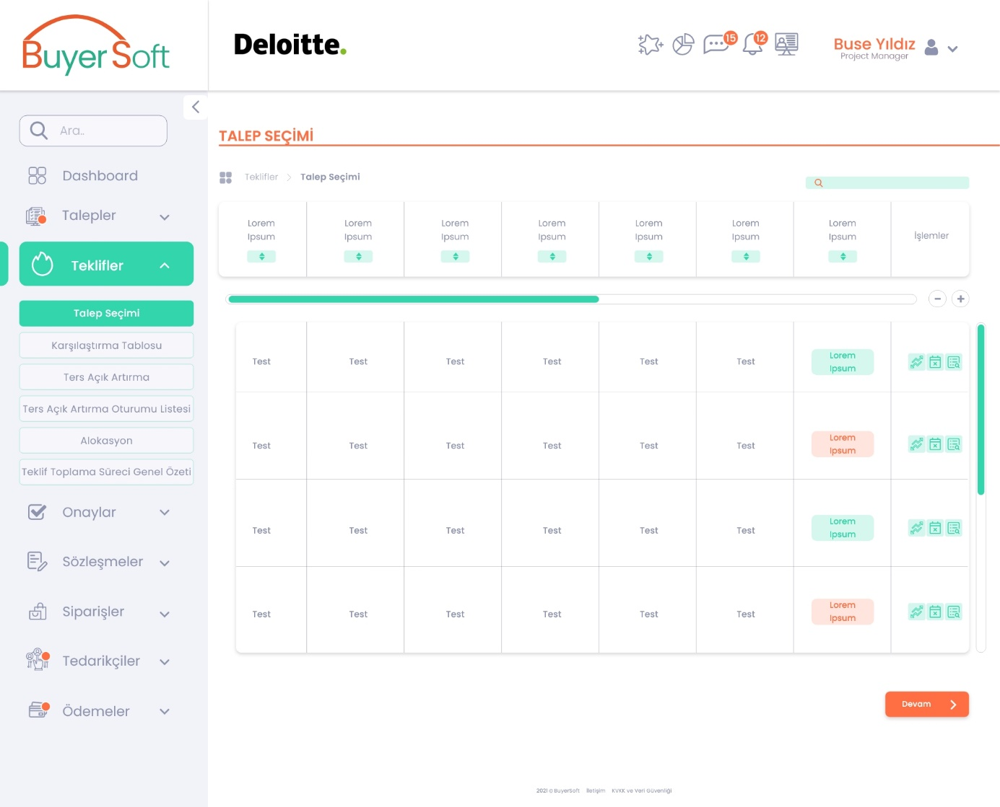 BuyerSoft
Deloitte.
15
12
Buse Yıldız
Project Manager
Ara..
Dashboard
Talepler
Teklifler
Talep Seçimi
Karşılaştırma Tablosu
Ters Açık Artırma
Ters Açık Artırma Oturumu Listesi
Alokasyon
Teklif Toplama Süreci Genel Özeti
Onaylar
Sözleşmeler
Siparişler
Tedarikçiler
Ödemeler
TALEP SEÇİMİ
Teklifler > Talep Seçimi
Lorem Lorem Lorem Lorem Lorem Lorem Lorem
Ipsum Ipsum Ipsum Ipsum Ipsum Ipsum Ipsum
İşlemler
Test Test Test Test Test Test Lorem
Ipsum
Test Test Test Test Test Test Lorem
Ipsum
Test Test Test Test Test Test Lorem
Ipsum
Test Test Test Test Test Test Lorem
Ipsum
Devam
2021 © BuyerSoft İletişim KVKK ve Veri Güvenliği